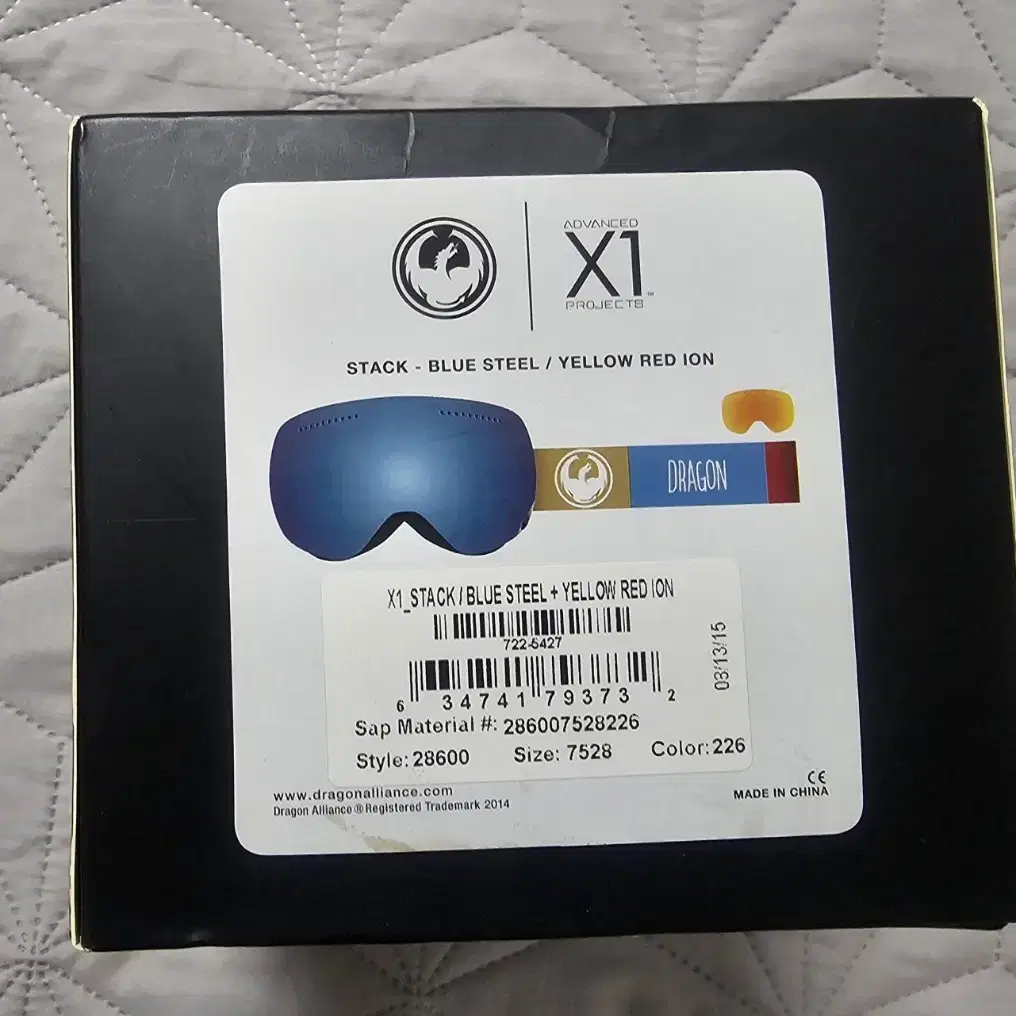 ADVANCED
X1™
PROJECTS
STACK - BLUE STEEL / YELLOW RED ION
DRAGON
X1_STACK / BLUE STEEL + YELLOW RED ION
722-5427
6 34741 79373 2
03/13/15
Sap Material #: 286007528226
Style: 28600 Size: 7528 Color: 226
www.dragonalliance.com
Dragon Alliance ® Registered Trademark 2014
CE
MADE IN CHINA